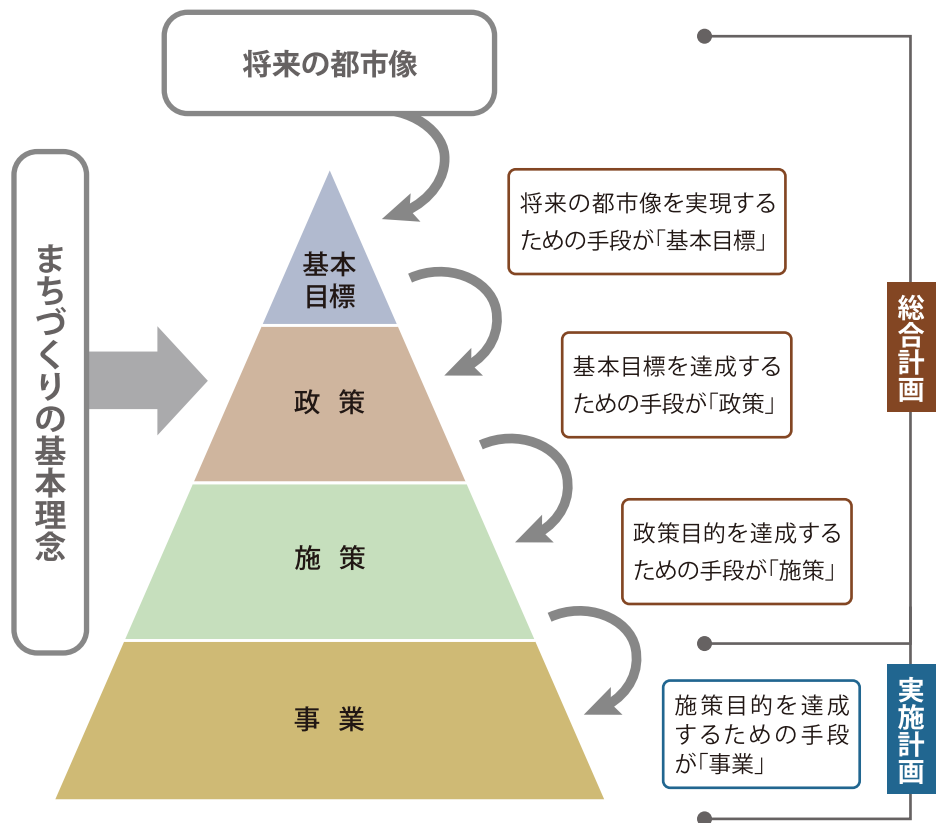 将来の都市像
まちづくりの基本理念
基本
目標
政策
施策
事業
将来の都市像を実現する
ための手段が「基本目標」
基本目標を達成する
ための手段が「政策」
政策目的を達成する
ための手段が「施策」
施策目的を達成
するための手段
が「事業」
総合計画
実施計画